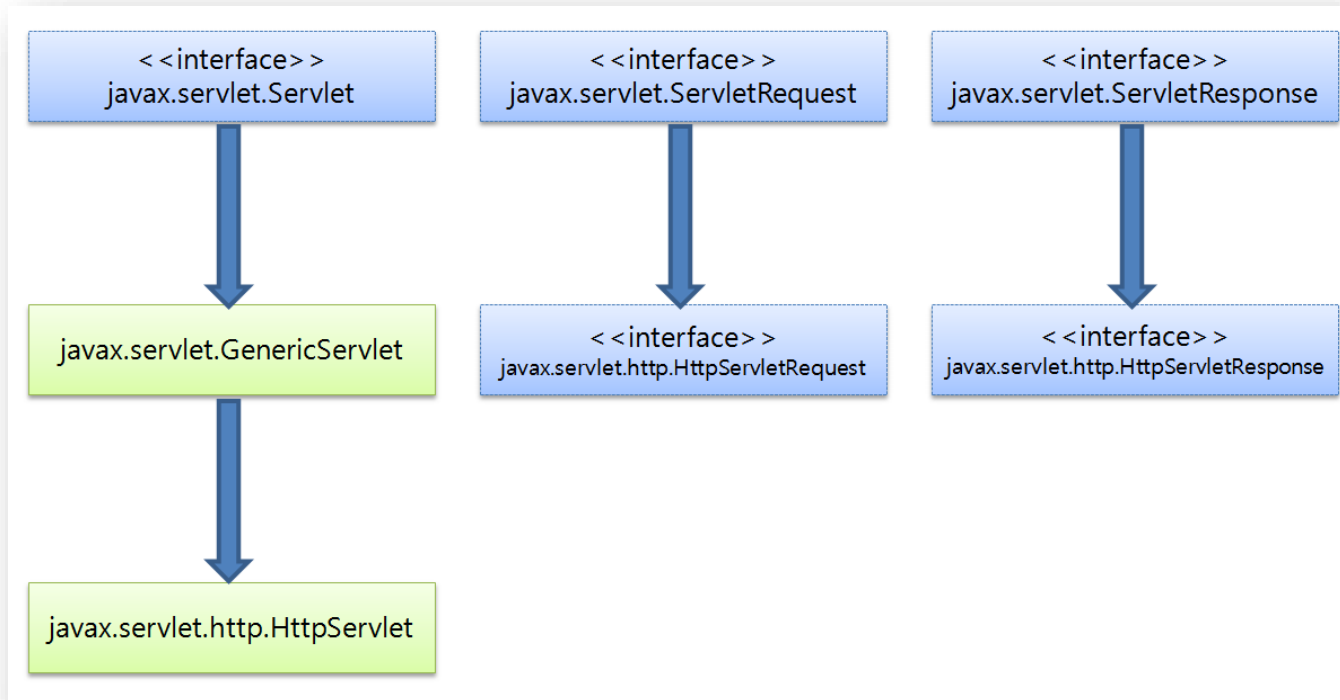 <<interface>>
javax.servlet.Servlet
<<interface>>
javax.servlet.ServletRequest
<<interface>>
javax.servlet.ServletResponse
javax.servlet.GenericServlet
<<interface>>
javax.servlet.http.HttpServletRequest
<<interface>>
javax.servlet.http.HttpServletResponse
javax.servlet.http.HttpServlet